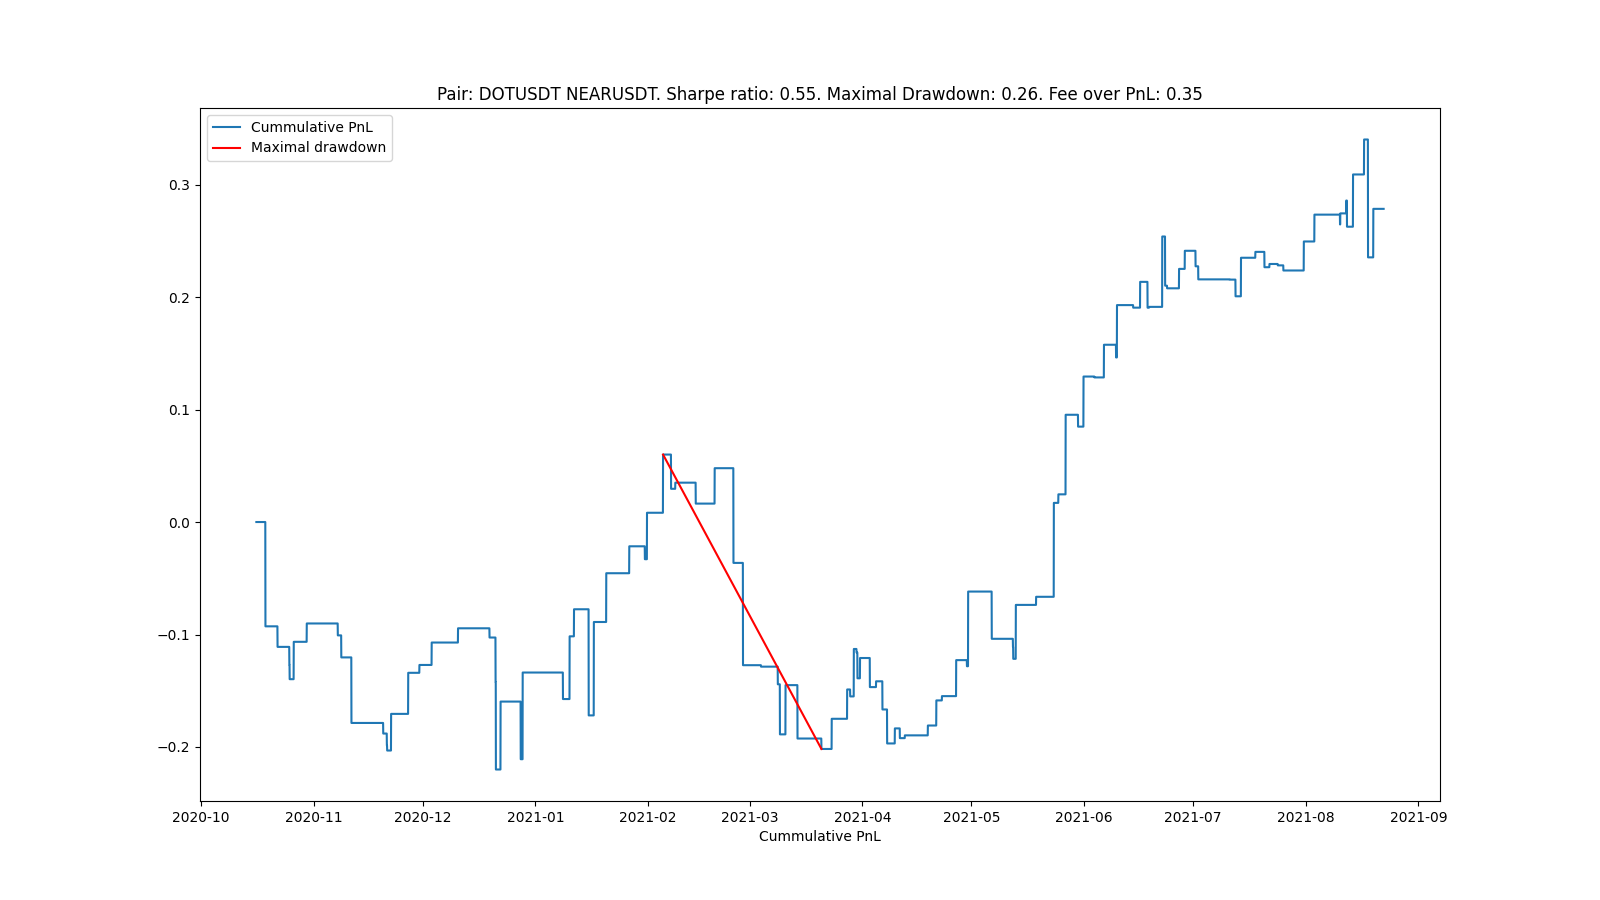 Pair: DOTUSDT NEARUSDT. Sharpe ratio: 0.55. Maximal Drawdown: 0.26. Fee over PnL: 0.35
Cummulative PnL
Maximal drawdown
0.3
0.2
0.1
0.0
−0.1
−0.2
2020-10 2020-11 2020-12 2021-01 2021-02 2021-03 2021-04 2021-05 2021-06 2021-07 2021-08 2021-09
Cummulative PnL